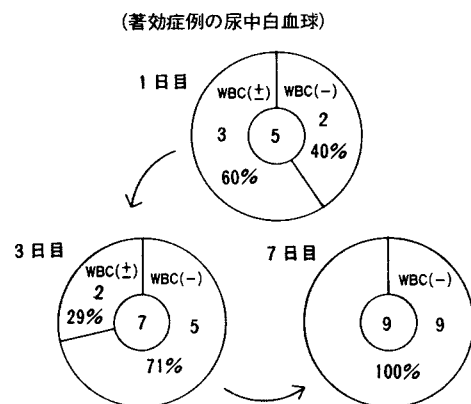 (著効症例の尿中白血球)
1日目
WBC(±) WBC(-)
3 5 2
60% 40%
3日目
WBC(±) WBC(-)
2
29% 7 5
71%
7日目
WBC(-)
9 9
100%